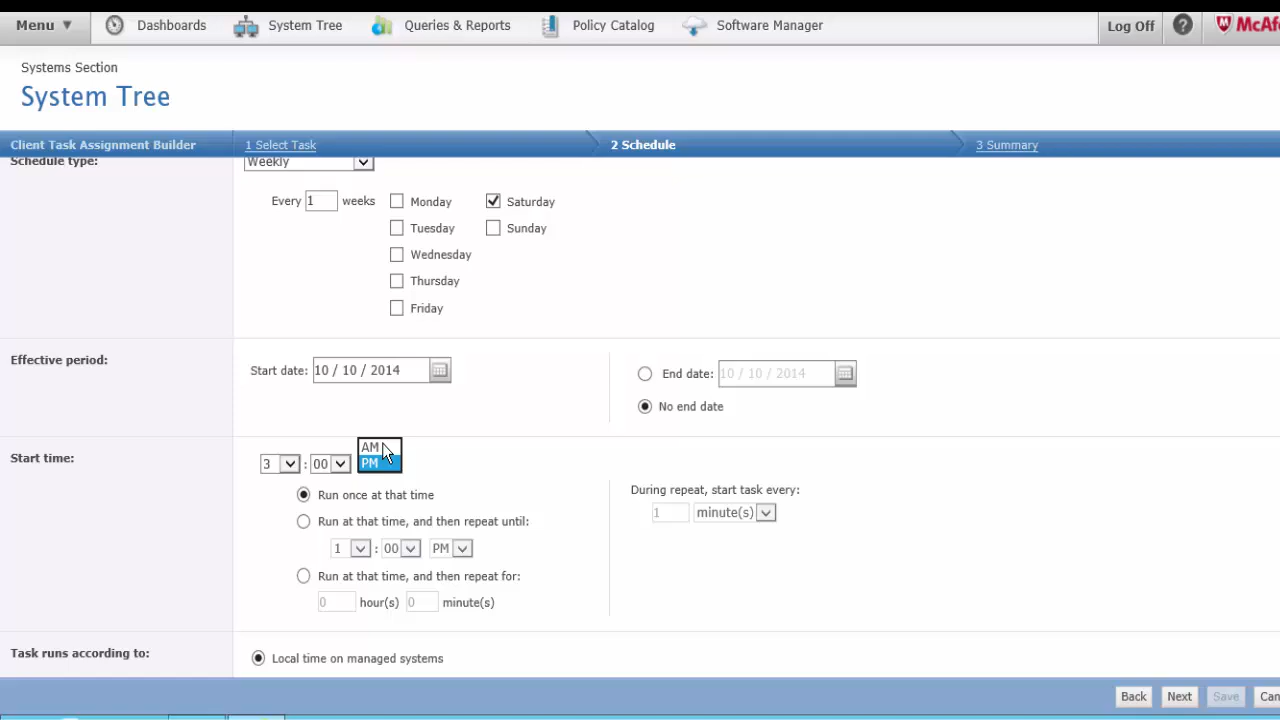 Menu ▼ Dashboards System Tree Queries & Reports Policy Catalog Software Manager Log Off ?
Systems Section
System Tree
Client Task Assignment Builder 1 Select Task 2 Schedule 3 Summary
Schedule type: Weekly
Every 1 weeks Monday Saturday
Tuesday Sunday
Wednesday
Thursday
Friday
Effective period: Start date: 10 / 10 / 2014 End date: 10 / 10 / 2014
No end date
AM
Start time: 3 : 00 PM
Run once at that time During repeat, start task every:
Run at that time, and then repeat until: 1 minute(s)
1 : 00 PM
Run at that time, and then repeat for:
0 hour(s) 0 minute(s)
Task runs according to: Local time on managed systems
Back Next Save